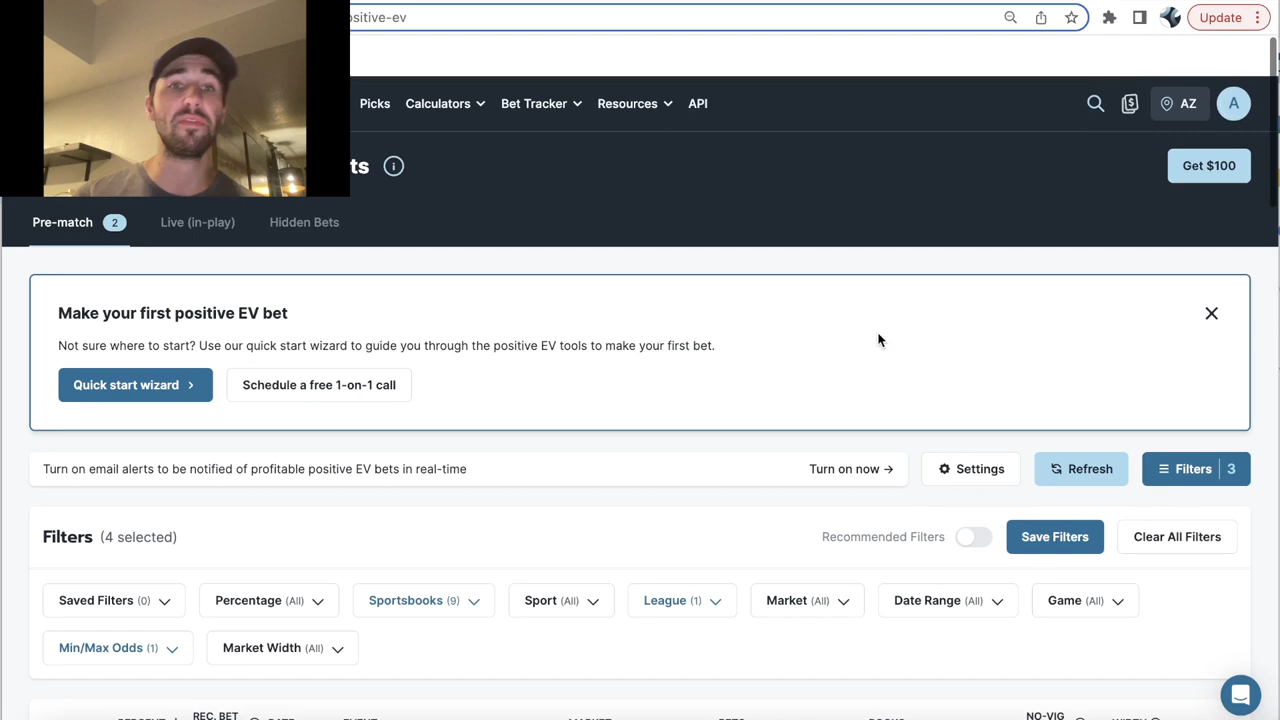 ositive-ev
Update
Picks Calculators Bet Tracker Resources API
AZ A
ts
Get $100
Pre-match 2 Live (in-play) Hidden Bets
Make your first positive EV bet
Not sure where to start? Use our quick start wizard to guide you through the positive EV tools to make your first bet.
Quick start wizard Schedule a free 1-on-1 call
Turn on email alerts to be notified of profitable positive EV bets in real-time Turn on now → Settings Refresh Filters 3
Filters (4 selected) Recommended Filters Save Filters Clear All Filters
Saved Filters (0) Percentage (All) Sportsbooks (9) Sport (All) League (1) Market (All) Date Range (All) Game (All)
Min/Max Odds (1) Market Width (All)
REC. BET NO-VIG